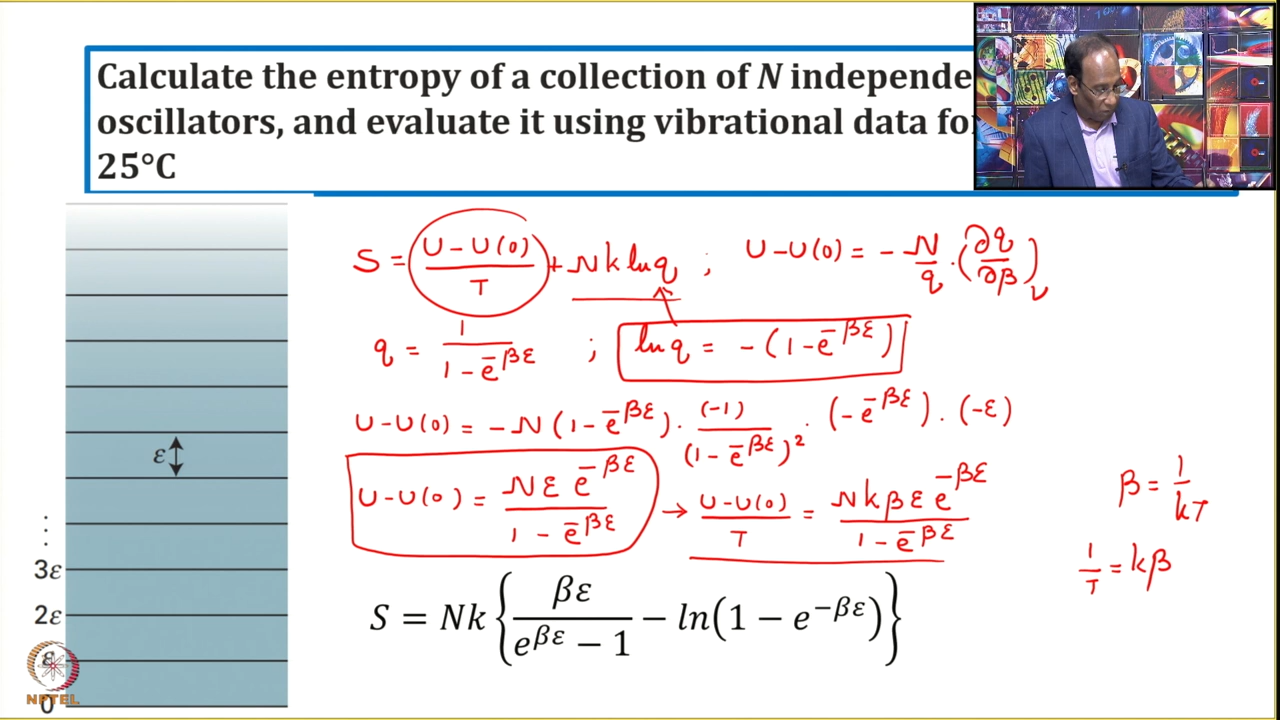 Calculate the entropy of a collection of N independe
oscillators, and evaluate it using vibrational data fo
25°C
S = (U - U(0))/T + Nk ln q ; U - U(0) = - N/q · (∂q/∂β)_V
q = 1/(1 - e^{-βε}) ; ln q = - (1 - e^{-βε})
U - U(0) = - N (1 - e^{-βε}) · (-1)/(1 - e^{-βε})² · (-e^{-βε}) · (-ε)
U - U(0) = Nε e^{-βε}/(1 - e^{-βε}) → (U - U(0))/T = Nkβε e^{-βε}/(1 - e^{-βε})
β = 1/kT
1/T = kβ
S = Nk { βε/(e^{βε} - 1) - ln(1 - e^{-βε}) }
ε
⋮
3ε
2ε
ε
0
NPTEL